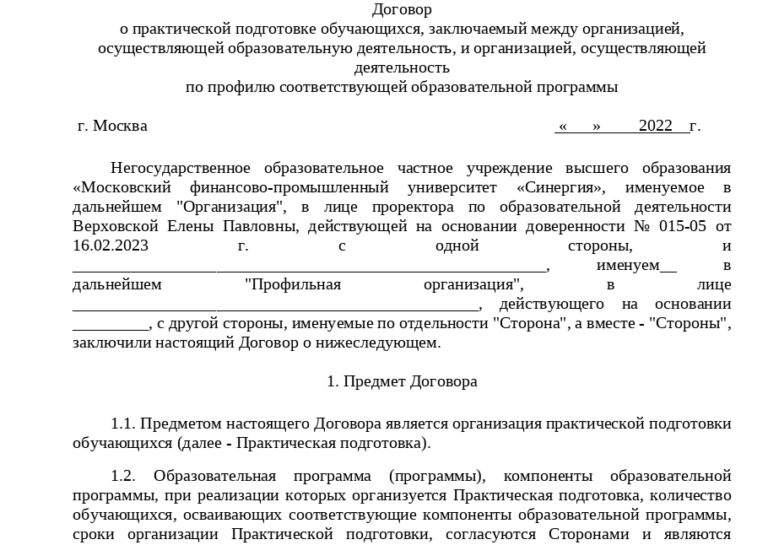 Договор
о практической подготовке обучающихся, заключаемый между организацией,
осуществляющей образовательную деятельность, и организацией, осуществляющей
деятельность
по профилю соответствующей образовательной программы
г. Москва « » 2022 г.
Негосударственное образовательное частное учреждение высшего образования
«Московский финансово-промышленный университет «Синергия», именуемое в
дальнейшем "Организация", в лице проректора по образовательной деятельности
Верховской Елены Павловны, действующей на основании доверенности № 015-05 от
16.02.2023 г. с одной стороны, и
________________________________________________________, именуем__ в
дальнейшем "Профильная организация", в лице
________________________________________________, действующего на основании
_________, с другой стороны, именуемые по отдельности "Сторона", а вместе - "Стороны",
заключили настоящий Договор о нижеследующем.
1. Предмет Договора
1.1. Предметом настоящего Договора является организация практической подготовки
обучающихся (далее - Практическая подготовка).
1.2. Образовательная программа (программы), компоненты образовательной
программы, при реализации которых организуется Практическая подготовка, количество
обучающихся, осваивающих соответствующие компоненты образовательной программы,
сроки организации Практической подготовки, согласуются Сторонами и являются